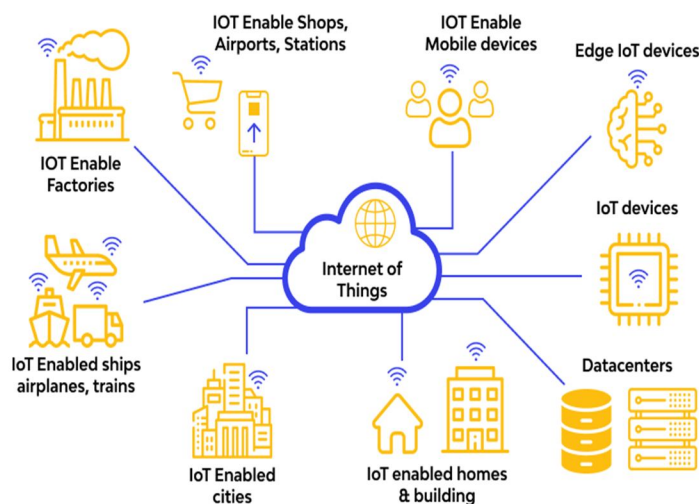 IOT Enable Shops,
Airports, Stations
IOT Enable
Mobile devices
Edge IoT devices
IOT Enable
Factories
IoT devices
Internet of
Things
IoT Enabled ships
airplanes, trains
Datacenters
IoT Enabled
cities
IoT enabled homes
& building